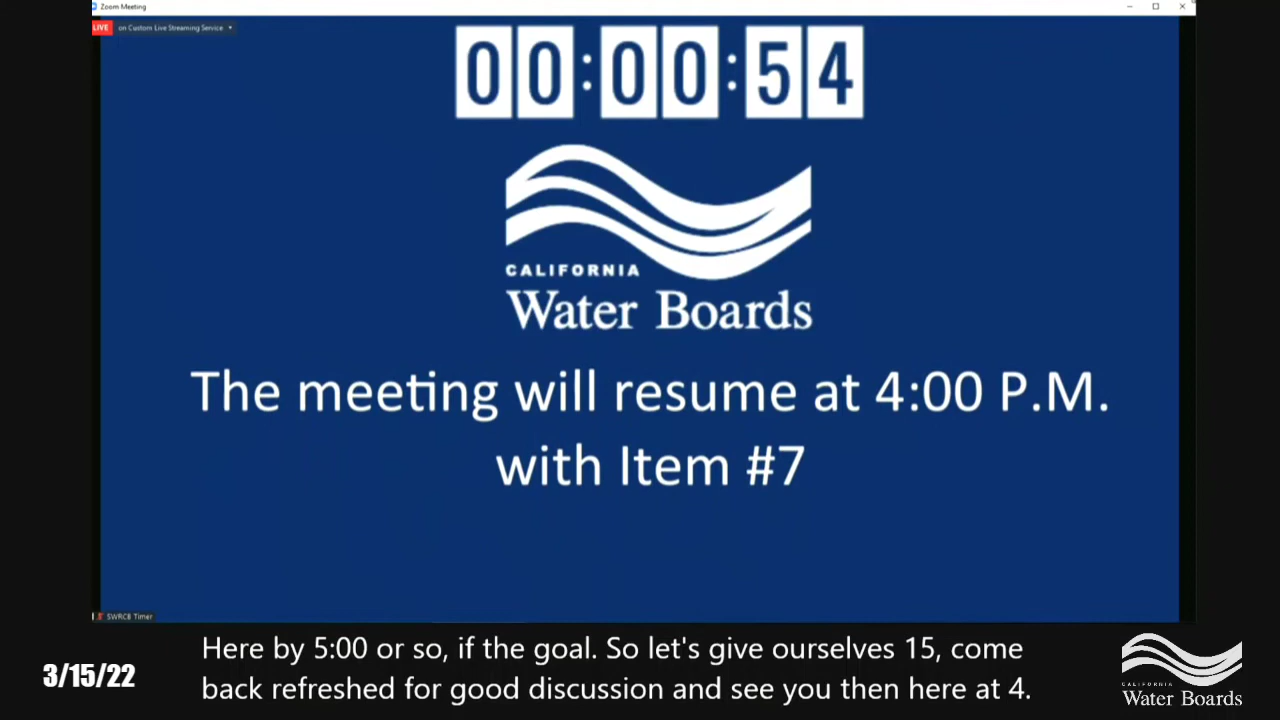 Zoom Meeting
LIVE on Custom Live Streaming Service
00:00:54
CALIFORNIA
Water Boards
The meeting will resume at 4:00 P.M.
with Item #7
SWRCB Timer
Here by 5:00 or so, if the goal. So let's give ourselves 15, come
back refreshed for good discussion and see you then here at 4.
3/15/22
CALIFORNIA
Water Boards